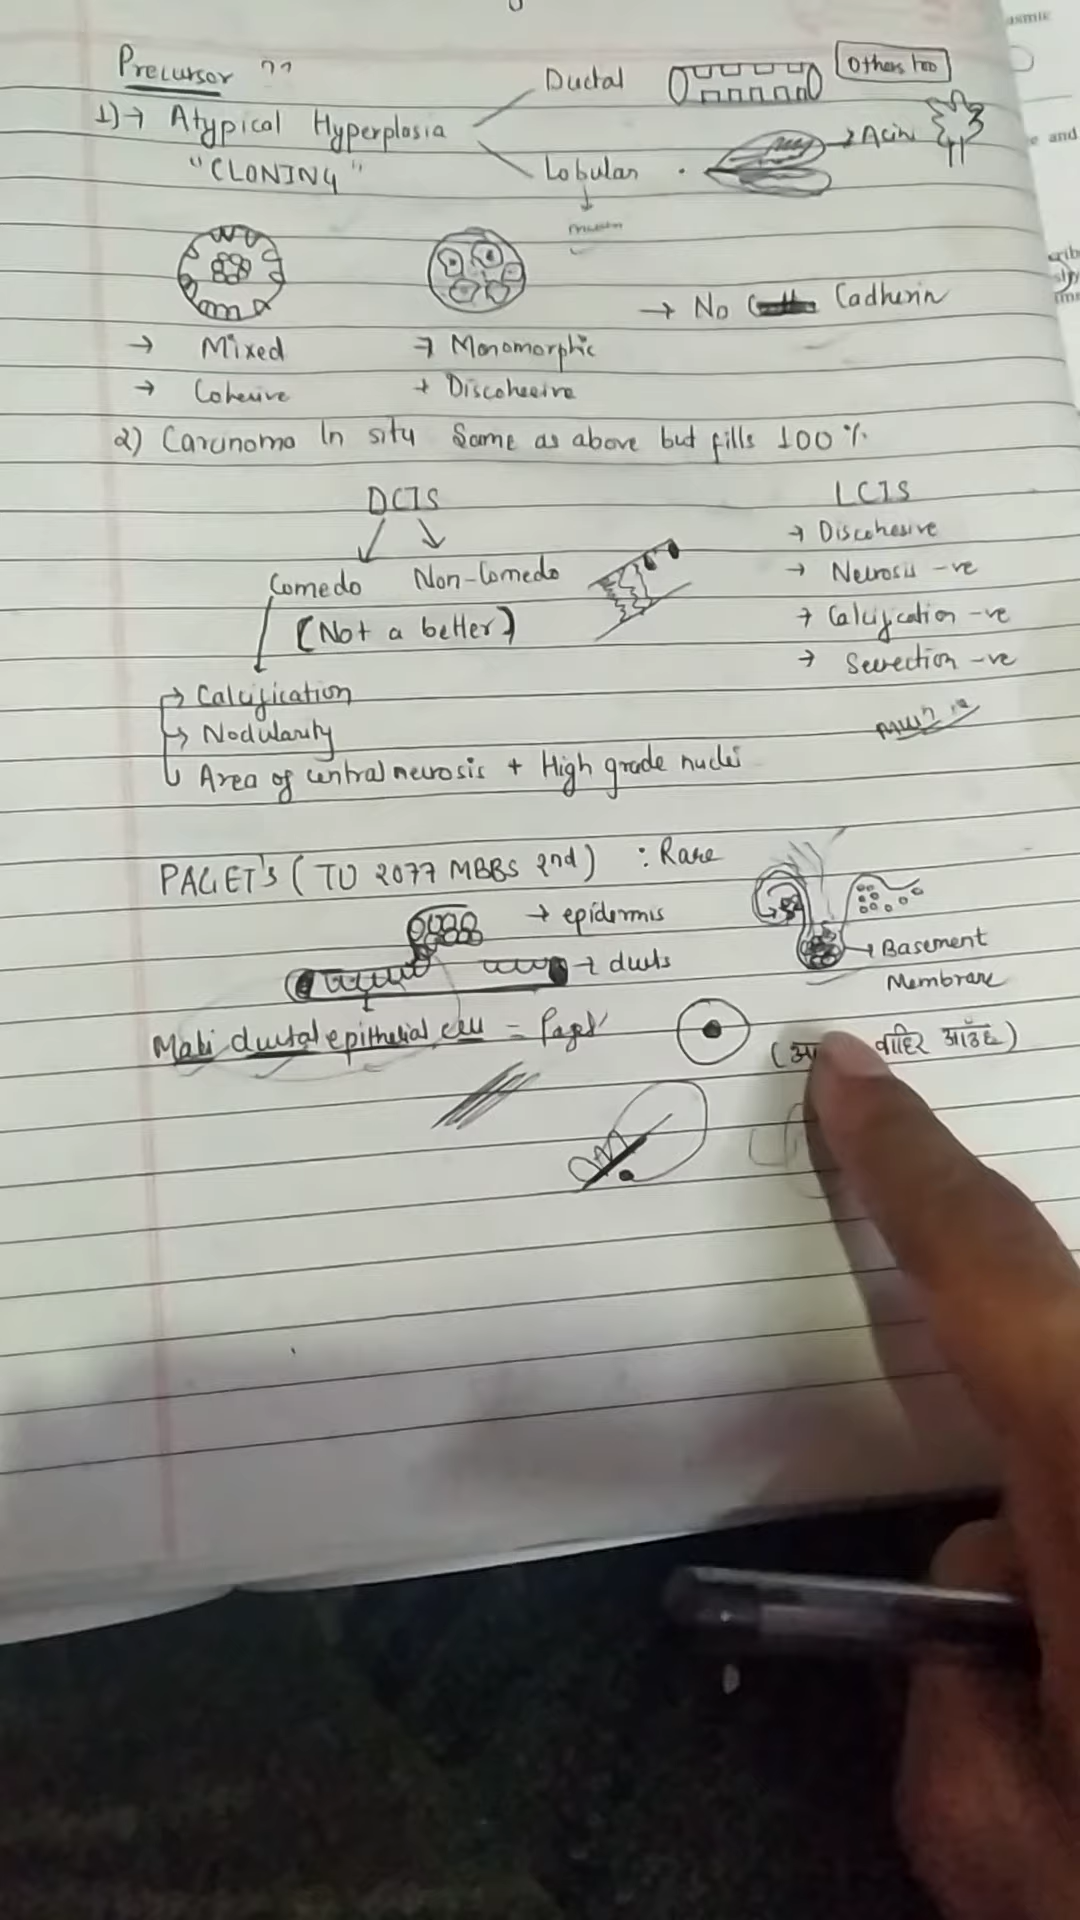 Precursor ??
Ductal
Others too
1) → Atypical Hyperplasia
"CLONING"
Lobular
→ Acini
→ No Cadherin
→ Mixed
→ Monomorphic
→ Cohesive
→ Discohesive
2) Carcinoma In situ Same as above but fills 100%
DCIS
LCIS
→ Discohesive
Comedo
Non-Comedo
→ Necrosis -ve
(Not a better)
→ Calcification -ve
→ Secrection -ve
→ Calcification
→ Nodularity
Area of central necrosis + High grade nuclei
PAGET'S (TU 2077 MBBS 2nd) : Rare
→ epidermis
→ ducts
→ Basement
Membrane
Mali ductal epithelial cell = Paget
बाहिर आँउछ)